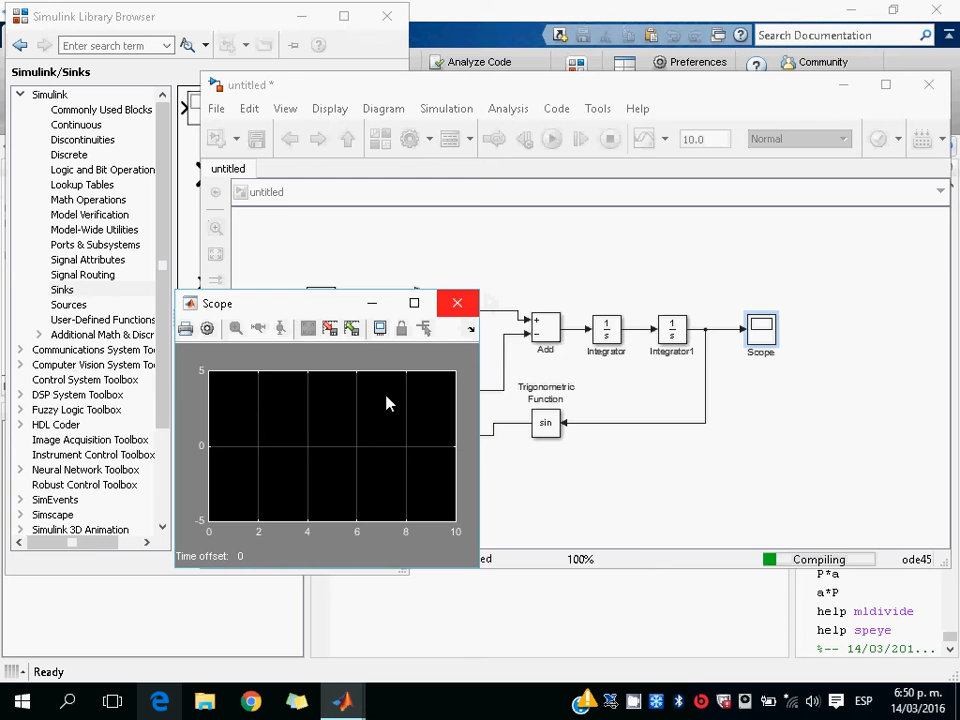 Simulink Library Browser
Enter search term
Simulink/Sinks
Simulink
Commonly Used Blocks
Continuous
Discontinuities
Discrete
Logic and Bit Operation
Lookup Tables
Math Operations
Model Verification
Model-Wide Utilities
Ports & Subsystems
Signal Attributes
Signal Routing
Sinks
Sources
User-Defined Functions
Additional Math & Discr
Communications System To
Computer Vision System To
Control System Toolbox
DSP System Toolbox
Fuzzy Logic Toolbox
HDL Coder
Image Acquisition Toolbox
Instrument Control Toolbox
Neural Network Toolbox
Robust Control Toolbox
SimEvents
Simscape
Simulink 3D Animation
Search Documentation
Analyze Code
Preferences
Community
untitled *
File Edit View Display Diagram Simulation Analysis Code Tools Help
10.0 Normal
untitled
untitled
Add
1
s
Integrator
1
s
Integrator1
Scope
Trigonometric
Function
sin
Scope
5
0
-5
0 2 4 6 8 10
Time offset: 0
ed 100% Compiling ode45
P*a
a*P
help mldivide
help speye
%-- 14/03/201...
Ready
ESP
6:50 p. m.
14/03/2016